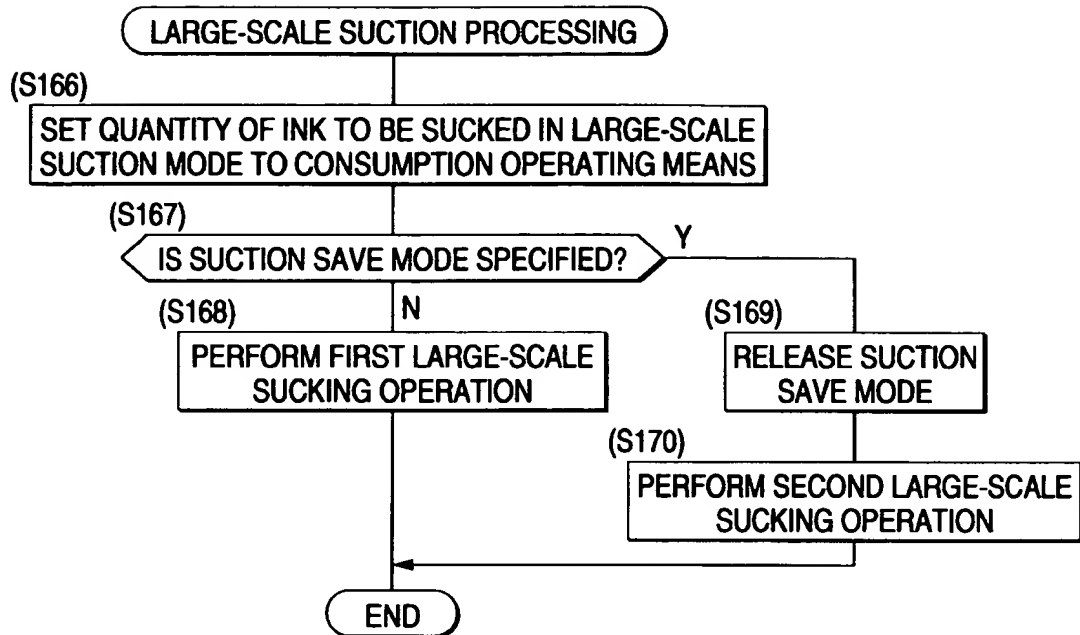 LARGE-SCALE SUCTION PROCESSING
(S166)
SET QUANTITY OF INK TO BE SUCKED IN LARGE-SCALE
SUCTION MODE TO CONSUMPTION OPERATING MEANS
(S167)
IS SUCTION SAVE MODE SPECIFIED?
Y
N
(S168)
PERFORM FIRST LARGE-SCALE
SUCKING OPERATION
(S169)
RELEASE SUCTION
SAVE MODE
(S170)
PERFORM SECOND LARGE-SCALE
SUCKING OPERATION
END